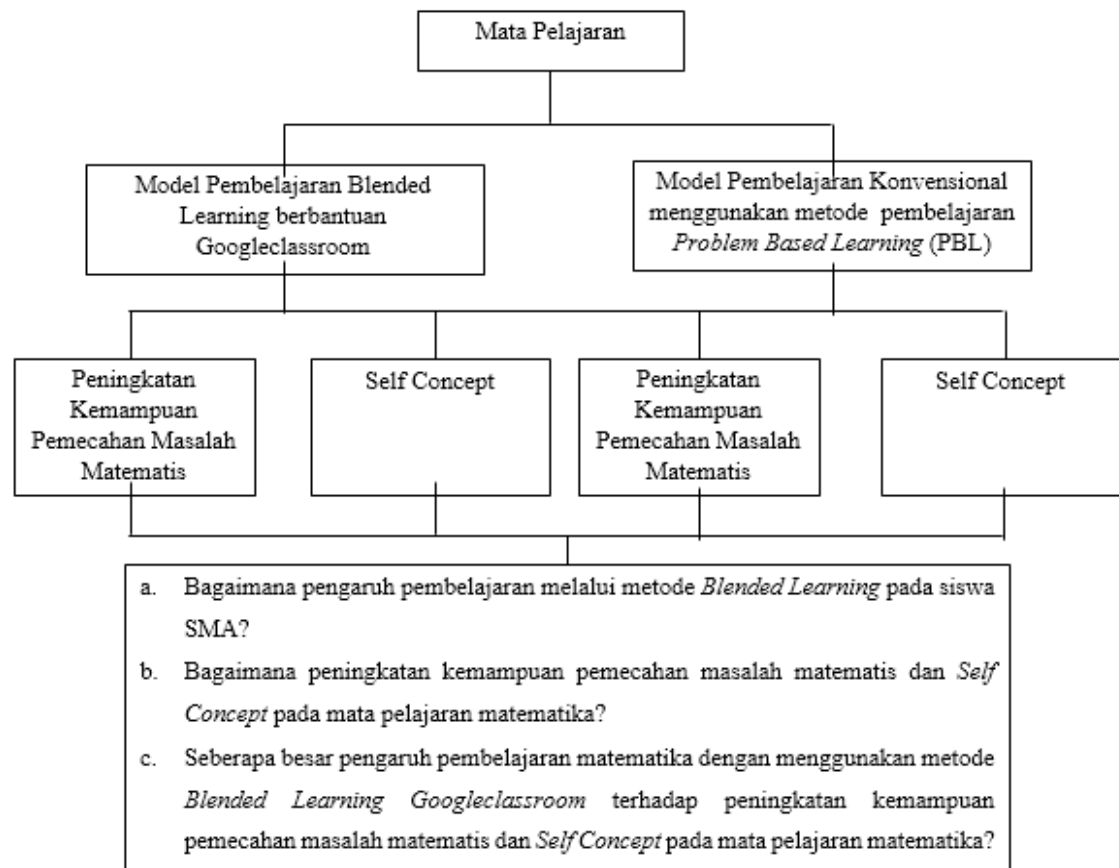 Mata Pelajaran
Model Pembelajaran Blended
Learning berbantuan
Googleclassroom
Model Pembelajaran Konvensional
menggunakan metode pembelajaran
Problem Based Learning (PBL)
Peningkatan
Kemampuan
Pemecahan Masalah
Matematis
Self Concept
Peningkatan
Kemampuan
Pemecahan Masalah
Matematis
Self Concept
a. Bagaimana pengaruh pembelajaran melalui metode Blended Learning pada siswa
SMA?
b. Bagaimana peningkatan kemampuan pemecahan masalah matematis dan Self
Concept pada mata pelajaran matematika?
c. Seberapa besar pengaruh pembelajaran matematika dengan menggunakan metode
Blended Learning Googleclassroom terhadap peningkatan kemampuan
pemecahan masalah matematis dan Self Concept pada mata pelajaran matematika?